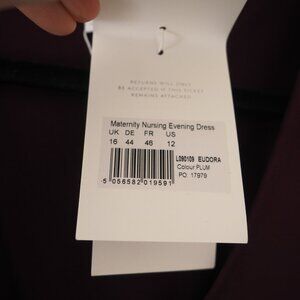 RETURNS WILL ONLY
BE ACCEPTED IF THIS TICKET
REMAINS ATTACHED
Maternity Nursing Evening Dress
UK DE FR US
16 44 46 12
L090109 EUDORA
Colour PLUM
PO: 17979
5 056582 019591